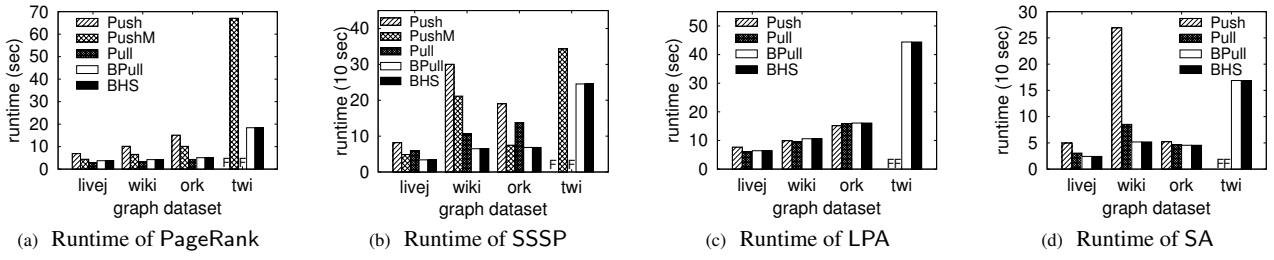 runtime (sec)
70
60
50
40
30
20
10
0
Push
PushM
Pull
BPull
BHS
F F
livej wiki ork twi
graph dataset
(a) Runtime of PageRank
runtime (10 sec)
40
30
20
10
0
Push
PushM
Pull
BPull
BHS
F F
livej wiki ork twi
graph dataset
(b) Runtime of SSSP
runtime (sec)
60
50
40
30
20
10
0
Push
Pull
BPull
BHS
FF
livej wiki ork twi
graph dataset
(c) Runtime of LPA
runtime (10 sec)
30
25
20
15
10
5
0
Push
Pull
BPull
BHS
FF
livej wiki ork twi
graph dataset
(d) Runtime of SA